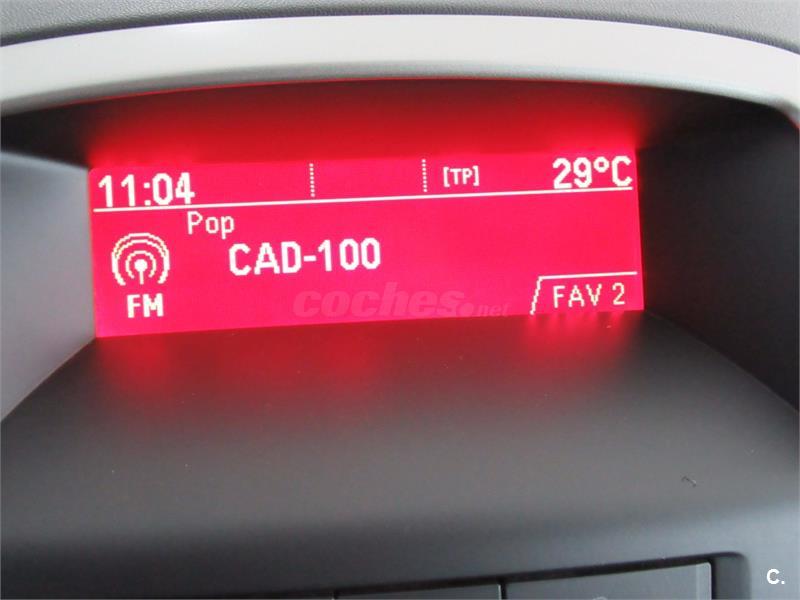 11:04 [TP] 29°C
Pop
CAD-100
FM
FAV 2
coches.net
C.